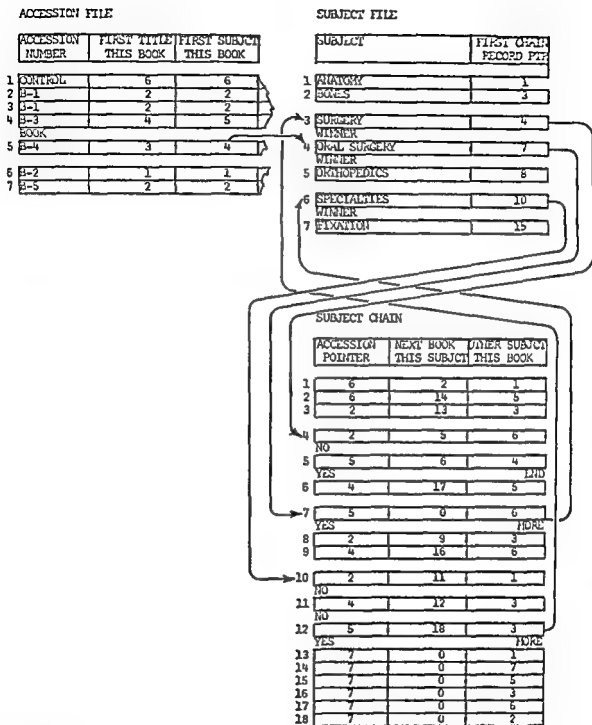 ACCESSION FILE
ACCESSION NUMBER FIRST TITLE THIS BOOK FIRST SUBJCT THIS BOOK
1 CONTROL 6 6
2 B-1 2 2
3 B-1 2 2
4 B-3 4 5
BOOK
5 B-4 3 4
6 B-2 1 1
7 B-5 2 2
SUBJECT FILE
SUBJECT FIRST CHAIN RECORD PTR
1 ANATOMY 1
2 BONES 3
3 SURGERY 4
WINNER
4 ORAL SURGERY 7
WINNER
5 ORTHOPEDICS 8
6 SPECIALTIES 10
WINNER
7 FIXATION 15
SUBJECT CHAIN
ACCESSION POINTER NEXT BOOK THIS SUBJCT OTHER SUBJCT THIS BOOK
1 6 2 1
2 6 14 5
3 2 13 3
4 2 5 6
NO
5 5 6 4
YES END
6 4 17 5
7 5 0 6
YES MORE
8 2 9 3
9 4 16 6
10 2 11 1
NO
11 4 12 3
NO
12 5 18 3
YES MORE
13 7 0 1
14 7 0 7
15 7 0 5
16 7 0 3
17 7 0 6
18 7 0 2